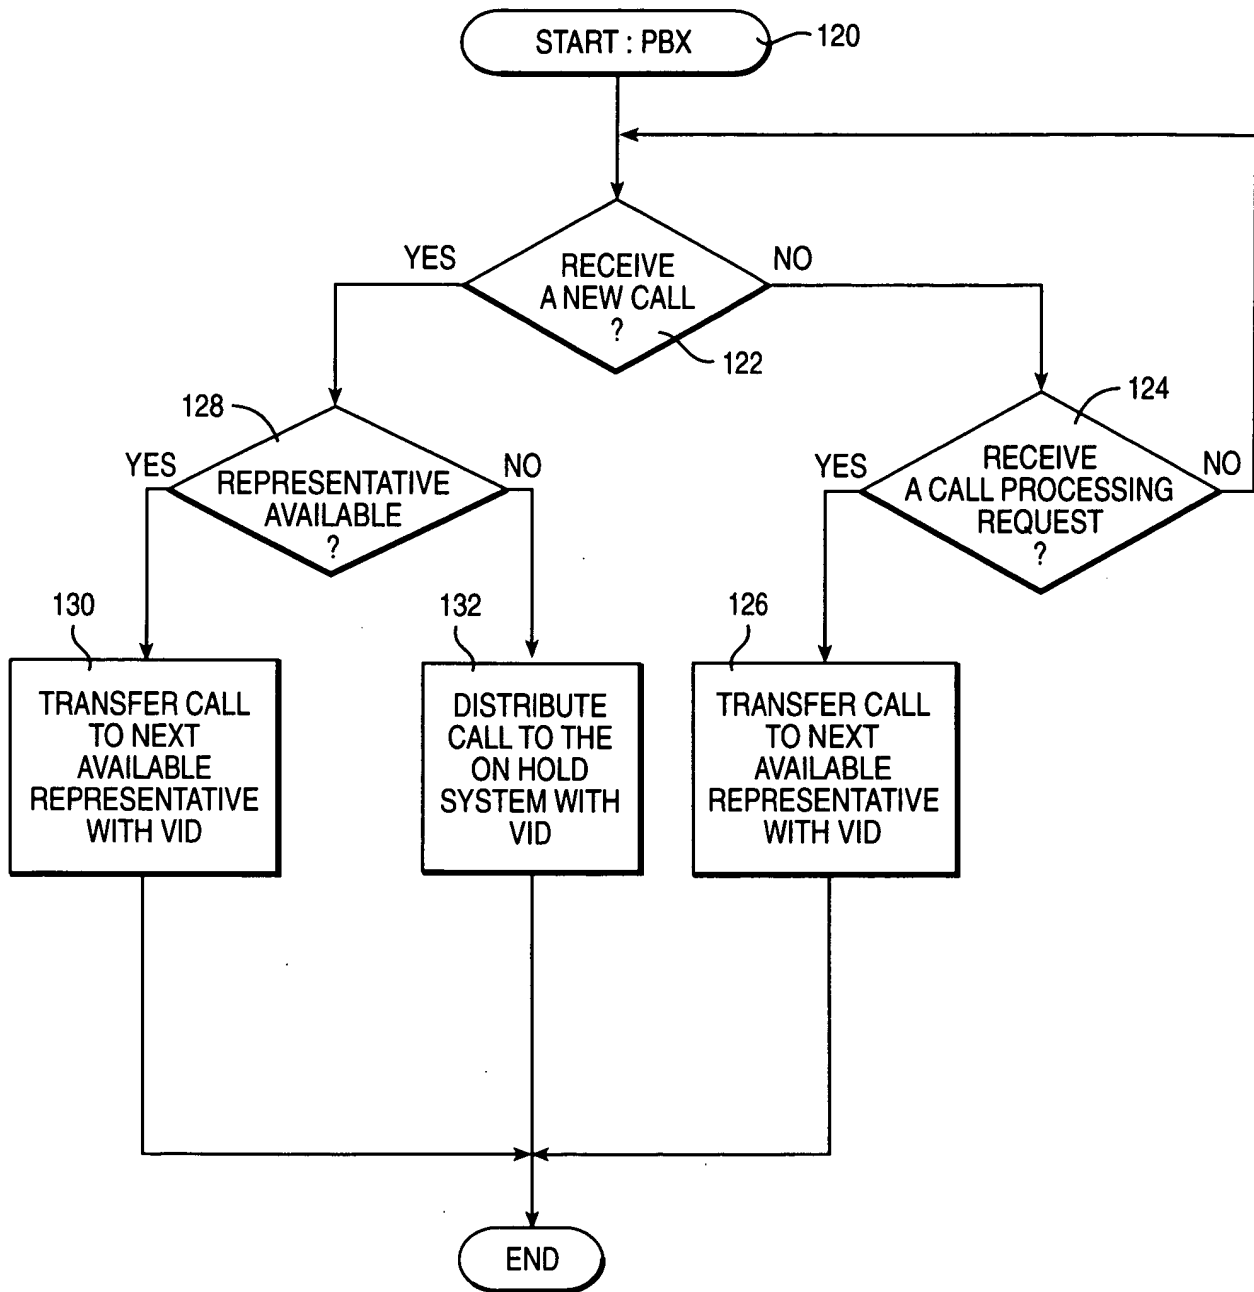 START : PBX
120
YES
RECEIVE
A NEW CALL
?
NO
122
128
YES
REPRESENTATIVE
AVAILABLE
?
NO
124
YES
RECEIVE
A CALL PROCESSING
REQUEST
?
NO
130
TRANSFER CALL
TO NEXT
AVAILABLE
REPRESENTATIVE
WITH VID
132
DISTRIBUTE
CALL TO THE
ON HOLD
SYSTEM WITH
VID
126
TRANSFER CALL
TO NEXT
AVAILABLE
REPRESENTATIVE
WITH VID
END